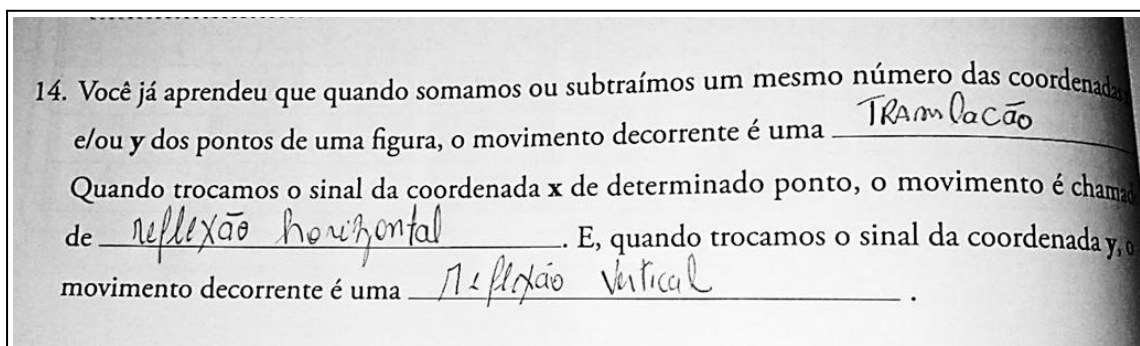 14. Você já aprendeu que quando somamos ou subtraímos um mesmo número das coordenadas
e/ou y dos pontos de uma figura, o movimento decorrente é uma TRAmlacão
Quando trocamos o sinal da coordenada x de determinado ponto, o movimento é chamad
de reflexão horizontal. E, quando trocamos o sinal da coordenada y, o
movimento decorrente é uma reflexão vertical.